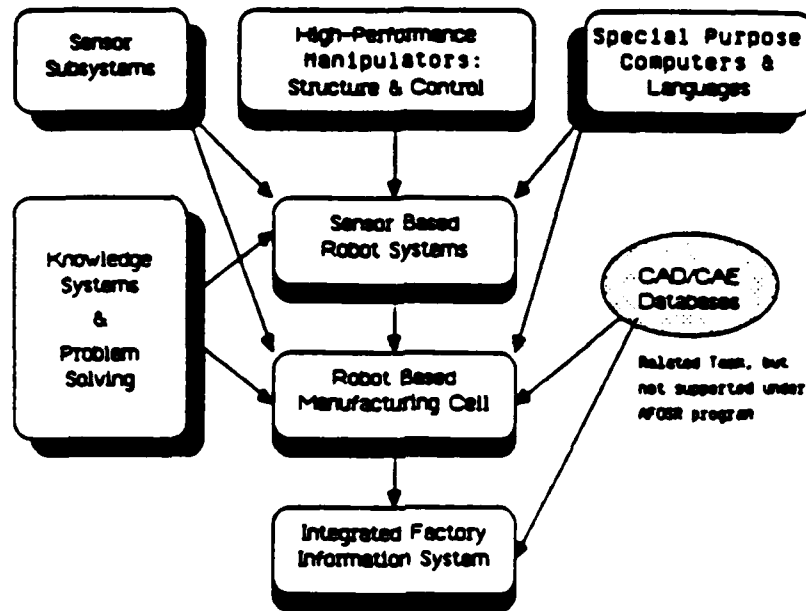 Sensor
Subsystems
High-Performance
Manipulators:
Structure & Control
Special Purpose
Computers &
Languages
Knowledge
Systems
&
Problem
Solving
Sensor Based
Robot Systems
CAD/CAE
Databases
Related Task, but
not supported under
AFOSR program
Robot Based
Manufacturing Cell
Integrated Factory
Information System